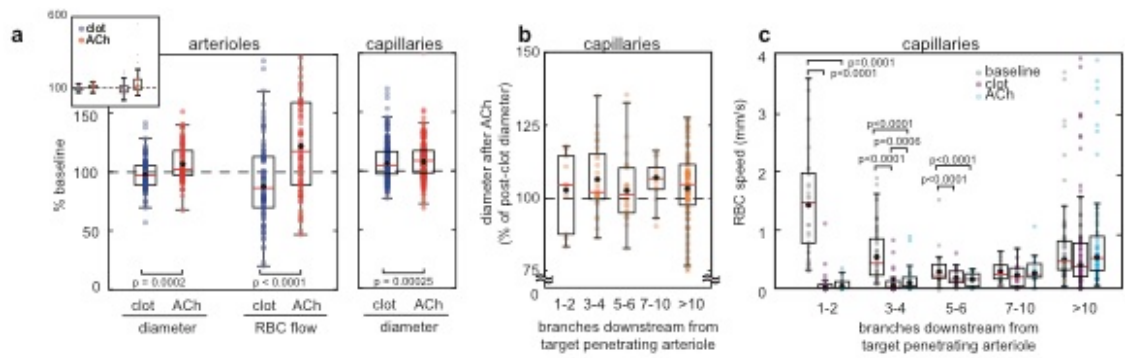 a
600
100
clot
ACh
arterioles
capillaries
% baseline
150
100
50
0
p = 0.0002
p < 0.0001
p = 0.00025
clot ACh
clot ACh
clot ACh
diameter
RBC flow
diameter
b
capillaries
diameter after ACh
(% of post-clot diameter)
150
125
100
75
0
1-2 3-4 5-6 7-10 >10
branches downstream from
target penetrating arteriole
c
capillaries
RBC speed (mm/s)
4
3
2
1
0
p=0.0001
p<0.0001
baseline
clot
ACh
p<0.0001
p=0.0006
p<0.0001
p<0.0001
p<0.0001
1-2 3-4 5-6 7-10 >10
branches downstream from
target penetrating arteriole